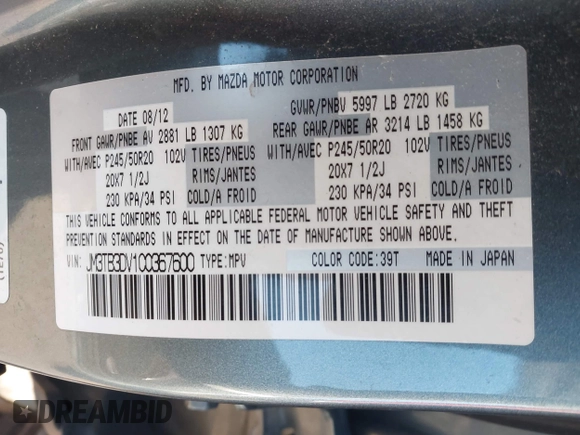 MFD. BY MAZDA MOTOR CORPORATION
DATE 08/12
GVWR/PNBV 5997 LB 2720 KG
FRONT GAWR/PNBE AV 2881 LB 1307 KG
REAR GAWR/PNBE AR 3214 LB 1458 KG
WITH/AVEC P245/50R20 102V TIRES/PNEUS
WITH/AVEC P245/50R20 102V TIRES/PNEUS
20X7 1/2J RIMS/JANTES
20X7 1/2J RIMS/JANTES
230 KPA/34 PSI COLD/A FROID
230 KPA/34 PSI COLD/A FROID
THIS VEHICLE CONFORMS TO ALL APPLICABLE FEDERAL MOTOR VEHICLE SAFETY AND THEFT
PREVENTION STANDARDS IN EFFECT ON THE DATE OF MANUFACTURE SHOWN ABOVE.
VIN: JM3TB3DV1C0367600 TYPE:MPV COLOR CODE:39T MADE IN JAPAN
DREAMBID